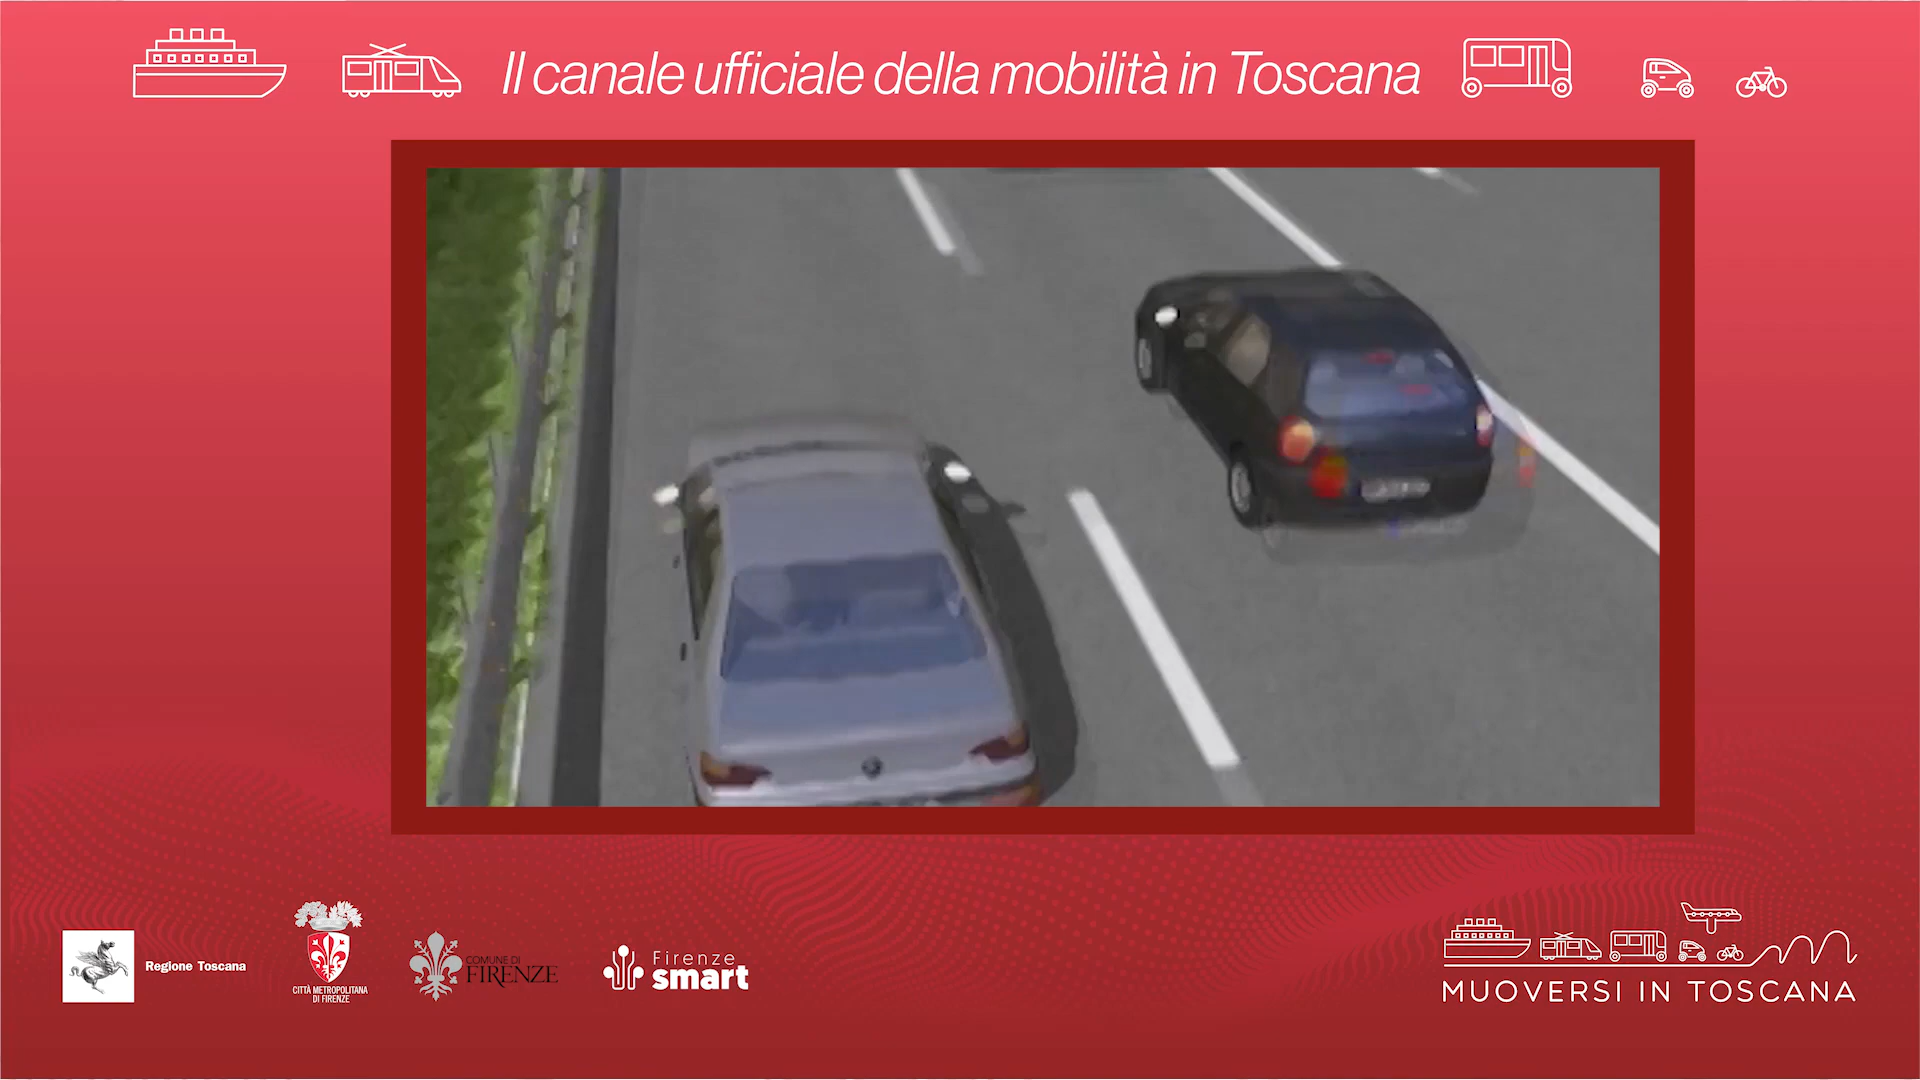 Il canale ufficiale della mobilità in Toscana
Regione Toscana
CITTÀ METROPOLITANA
DI FIRENZE
COMUNE DI
FIRENZE
Firenze
smart
MUOVERSI IN TOSCANA